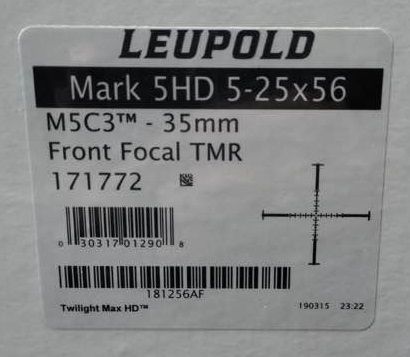 LEUPOLD
Mark 5HD 5-25x56
M5C3™ - 35mm
Front Focal TMR
171772
0 30317 01290 8
181256AF
Twilight Max HD™
190315 23:22